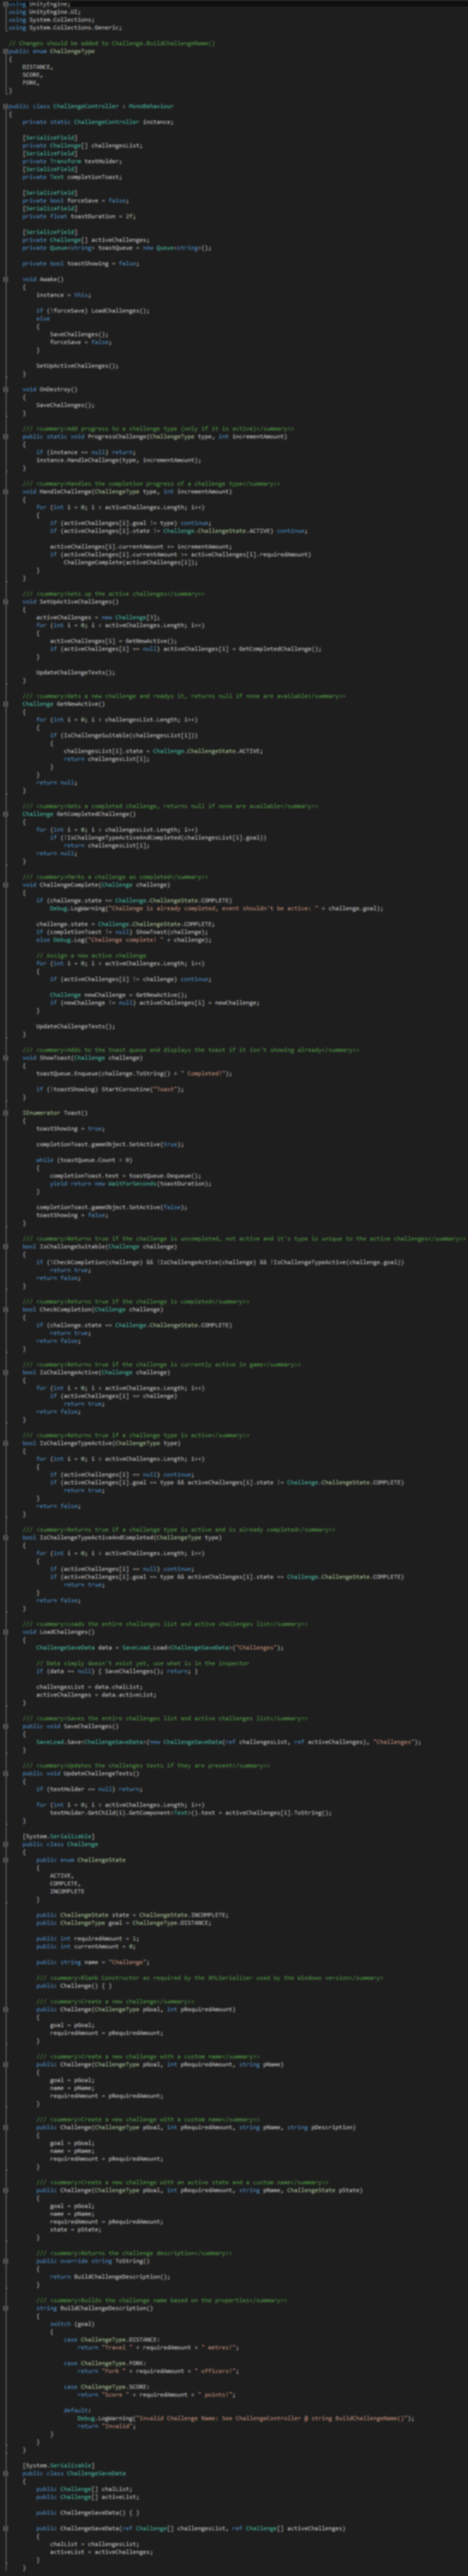 using UnityEngine;
using UnityEngine.UI;
using System.Collections;
using System.Collections.Generic;
// Changes should be added to Challenge.BuildChallengeName()
public enum ChallengeType
{
DISTANCE,
SCORE,
FORK,
}
public class ChallengeController : MonoBehaviour
{
private static ChallengeController instance;
[SerializeField]
private Challenge[] challengesList;
[SerializeField]
private Transform textHolder;
[SerializeField]
private Text completionToast;
[SerializeField]
private bool forceSave = false;
[SerializeField]
private float toastDuration = 2f;
[SerializeField]
private Challenge[] activeChallenges;
private Queue<string> toastQueue = new Queue<string>();
private bool toastShowing = false;
void Awake()
{
instance = this;
if (!forceSave) LoadChallenges();
else
{
SaveChallenges();
forceSave = false;
}
SetUpActiveChallenges();
}
void OnDestroy()
{
SaveChallenges();
}
/// <summary>Add progress to a challenge type (only if it is active)</summary>
public static void ProgressChallenge(ChallengeType type, int incrementAmount)
{
if (instance == null) return;
instance.HandleChallenge(type, incrementAmount);
}
/// <summary>Handles the completion progress of a challenge type</summary>
void HandleChallenge(ChallengeType type, int incrementAmount)
{
for (int i = 0; i < activeChallenges.Length; i++)
{
if (activeChallenges[i].goal != type) continue;
if (activeChallenges[i].state != Challenge.ChallengeState.ACTIVE) continue;
activeChallenges[i].currentAmount += incrementAmount;
if (activeChallenges[i].currentAmount >= activeChallenges[i].requiredAmount)
ChallengeComplete(activeChallenges[i]);
}
}
/// <summary>Sets up the active challenges</summary>
void SetUpActiveChallenges()
{
activeChallenges = new Challenge[3];
for (int i = 0; i < activeChallenges.Length; i++)
{
activeChallenges[i] = GetNewActive();
if (activeChallenges[i] == null) activeChallenges[i] = GetCompletedChallenge();
}
UpdateChallengeTexts();
}
/// <summary>Gets a new challenge and readys it, returns null if none are available</summary>
Challenge GetNewActive()
{
for (int i = 0; i < challengesList.Length; i++)
{
if (IsChallengeSuitable(challengesList[i]))
{
challengesList[i].state = Challenge.ChallengeState.ACTIVE;
return challengesList[i];
}
}
return null;
}
/// <summary>Gets a completed challenge, returns null if none are available</summary>
Challenge GetCompletedChallenge()
{
for (int i = 0; i < challengesList.Length; i++)
if (!IsChallengeTypeActiveAndCompleted(challengesList[i].goal))
return challengesList[i];
return null;
}
/// <summary>Marks a challenge as completed</summary>
void ChallengeComplete(Challenge challenge)
{
if (challenge.state == Challenge.ChallengeState.COMPLETE)
Debug.LogWarning("Challenge is already completed, event shouldn't be active: " + challenge.goal);
challenge.state = Challenge.ChallengeState.COMPLETE;
if (completionToast != null) ShowToast(challenge);
else Debug.Log("Challenge complete! " + challenge);
// Assign a new active challenge
for (int i = 0; i < activeChallenges.Length; i++)
{
if (activeChallenges[i] != challenge) continue;
Challenge newChallenge = GetNewActive();
if (newChallenge != null) activeChallenges[i] = newChallenge;
}
UpdateChallengeTexts();
}
/// <summary>Adds to the toast queue and displays the toast if it isn't showing already</summary>
void ShowToast(Challenge challenge)
{
toastQueue.Enqueue(challenge.ToString() + " Completed!");
if (!toastShowing) StartCoroutine("Toast");
}
IEnumerator Toast()
{
toastShowing = true;
completionToast.gameObject.SetActive(true);
while (toastQueue.Count > 0)
{
completionToast.text = toastQueue.Dequeue();
yield return new WaitForSeconds(toastDuration);
}
completionToast.gameObject.SetActive(false);
toastShowing = false;
}
/// <summary>Returns true if the challenge is uncompleted, not active and it's type is unique to the active challenges</summary>
bool IsChallengeSuitable(Challenge challenge)
{
if (!CheckCompletion(challenge) && !IsChallengeActive(challenge) && !IsChallengeTypeActive(challenge.goal))
return true;
return false;
}
/// <summary>Returns true if the challenge is completed</summary>
bool CheckCompletion(Challenge challenge)
{
if (challenge.state == Challenge.ChallengeState.COMPLETE)
return true;
return false;
}
/// <summary>Returns true if the challenge is currently active in game</summary>
bool IsChallengeActive(Challenge challenge)
{
for (int i = 0; i < activeChallenges.Length; i++)
if (activeChallenges[i] == challenge)
return true;
return false;
}
/// <summary>Returns true if a challenge type is active</summary>
bool IsChallengeTypeActive(ChallengeType type)
{
for (int i = 0; i < activeChallenges.Length; i++)
{
if (activeChallenges[i] == null) continue;
if (activeChallenges[i].goal == type && activeChallenges[i].state != Challenge.ChallengeState.COMPLETE)
return true;
}
return false;
}
/// <summary>Returns true if a challenge type is active and is already completed</summary>
bool IsChallengeTypeActiveAndCompleted(ChallengeType type)
{
for (int i = 0; i < activeChallenges.Length; i++)
{
if (activeChallenges[i] == null) continue;
if (activeChallenges[i].goal == type && activeChallenges[i].state == Challenge.ChallengeState.COMPLETE)
return true;
}
return false;
}
/// <summary>Loads the entire challenges list and active challenges list</summary>
void LoadChallenges()
{
ChallengeSaveData data = SaveLoad.Load<ChallengeSaveData>("Challenges");
// Data simply doesn't exist yet, use what is in the inspector
if (data == null) { SaveChallenges(); return; }
challengesList = data.chalList;
activeChallenges = data.activeList;
}
/// <summary>Saves the entire challenges list and active challenges list</summary>
public void SaveChallenges()
{
SaveLoad.Save<ChallengeSaveData>(new ChallengeSaveData(ref challengesList, ref activeChallenges), "Challenges");
}
/// <summary>Updates the challenges texts if they are present</summary>
public void UpdateChallengeTexts()
{
if (textHolder == null) return;
for (int i = 0; i < activeChallenges.Length; i++)
textHolder.GetChild(i).GetComponent<Text>().text = activeChallenges[i].ToString();
}
[System.Serializable]
public class Challenge
{
public enum ChallengeState
{
ACTIVE,
COMPLETE,
INCOMPLETE
}
public ChallengeState state = ChallengeState.INCOMPLETE;
public ChallengeType goal = ChallengeType.DISTANCE;
public int requiredAmount = 1;
public int currentAmount = 0;
public string name = "Challenge";
/// <summary>Blank Constructor as required by the XMLSerializer used by the Windows version</summary>
public Challenge() { }
/// <summary>Create a new challenge</summary>
public Challenge(ChallengeType pGoal, int pRequiredAmount)
{
goal = pGoal;
requiredAmount = pRequiredAmount;
}
/// <summary>Create a new challenge with a custom name</summary>
public Challenge(ChallengeType pGoal, int pRequiredAmount, string pName)
{
goal = pGoal;
name = pName;
requiredAmount = pRequiredAmount;
}
/// <summary>Create a new challenge with a custom name</summary>
public Challenge(ChallengeType pGoal, int pRequiredAmount, string pName, string pDescription)
{
goal = pGoal;
name = pName;
requiredAmount = pRequiredAmount;
}
/// <summary>Create a new challenge with an active state and a custom name</summary>
public Challenge(ChallengeType pGoal, int pRequiredAmount, string pName, ChallengeState pState)
{
goal = pGoal;
name = pName;
requiredAmount = pRequiredAmount;
state = pState;
}
/// <summary>Returns the challenge description</summary>
public override string ToString()
{
return BuildChallengeDescription();
}
/// <summary>Builds the challenge name based on the properties</summary>
string BuildChallengeDescription()
{
switch (goal)
{
case ChallengeType.DISTANCE:
return "Travel " + requiredAmount + " metres!";
case ChallengeType.FORK:
return "Fork " + requiredAmount + " officers!";
case ChallengeType.SCORE:
return "Score " + requiredAmount + " points!";
default:
Debug.LogWarning("Invalid Challenge Name: See ChallengeController @ string BuildChallengeName()");
return "Invalid";
}
}
}
[System.Serializable]
public class ChallengeSaveData
{
public Challenge[] chalList;
public Challenge[] activeList;
public ChallengeSaveData() { }
public ChallengeSaveData(ref Challenge[] challengesList, ref Challenge[] activeChallenges)
{
chalList = challengesList;
activeList = activeChallenges;
}
}